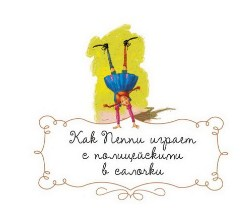 Как Пеппи играет
с полицейскими
в салочки